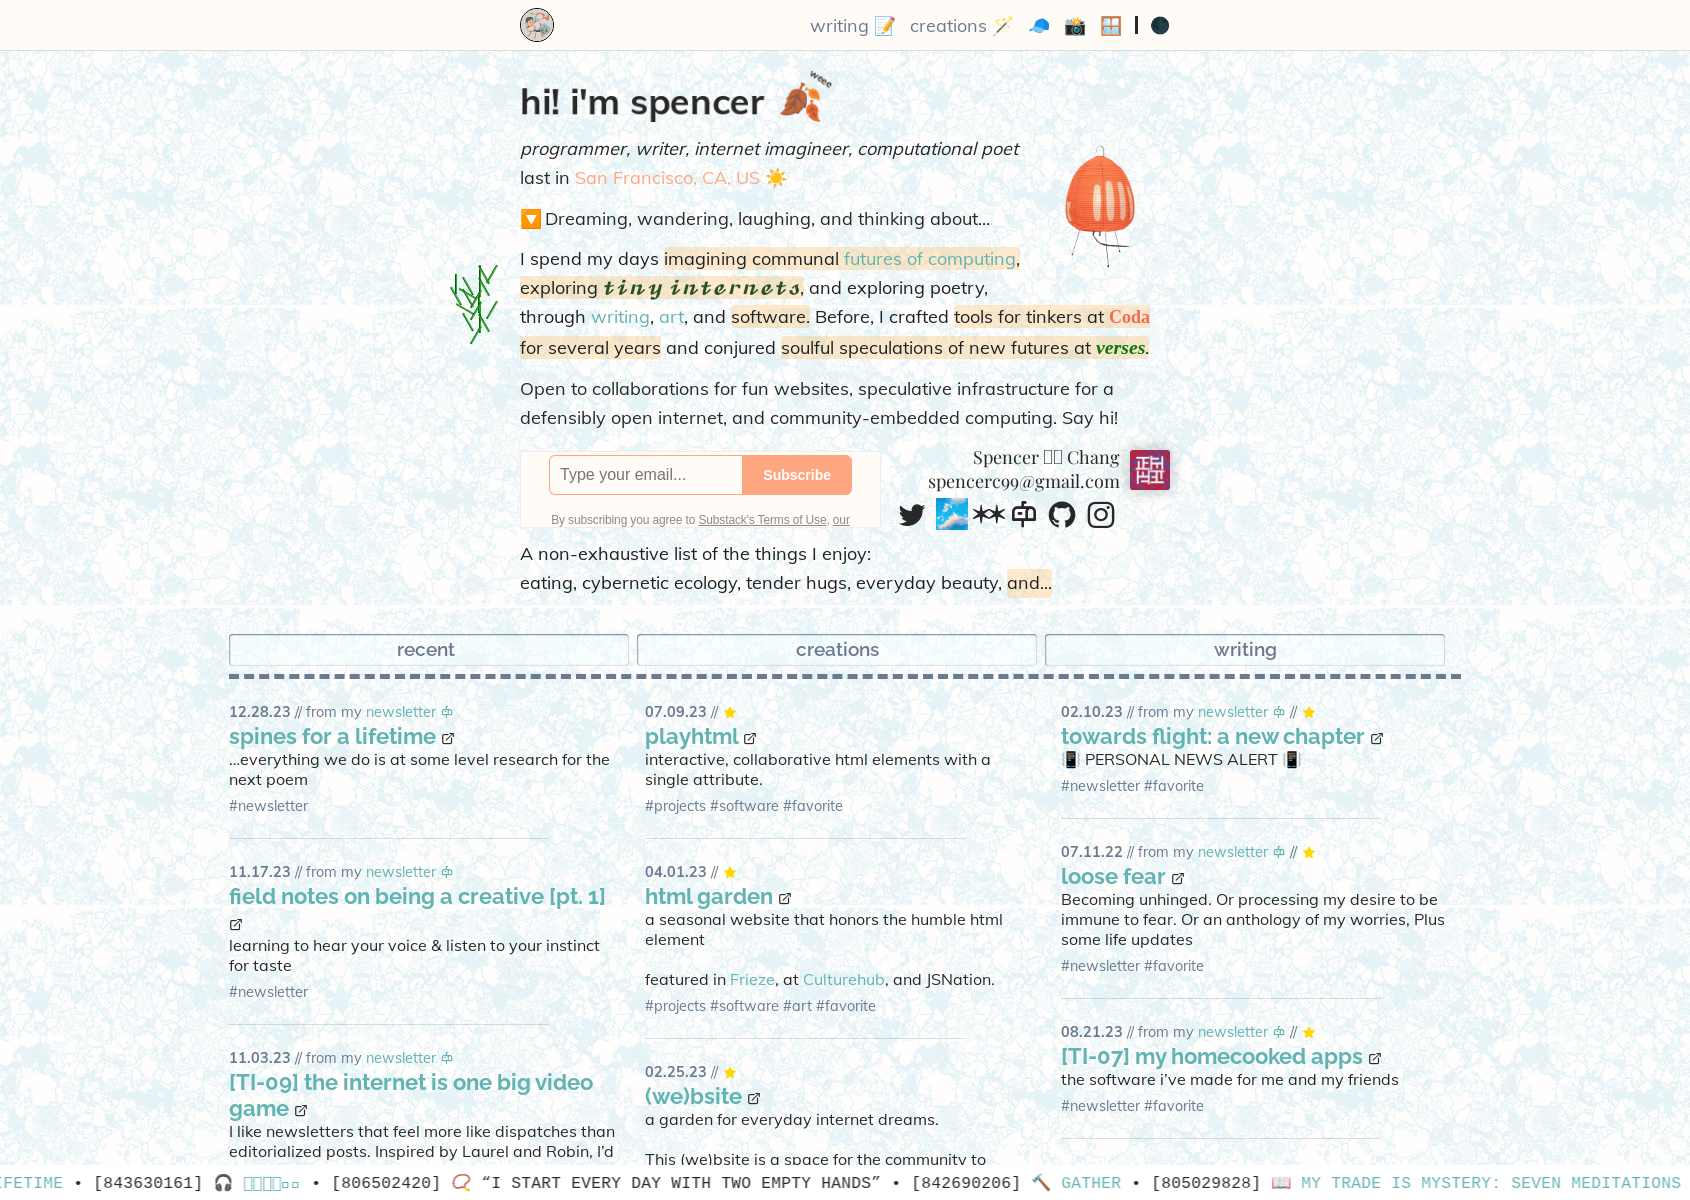 writing 📝 creations 🪄 🧢 📸 🪟 | 🌑
hi! i'm spencer 🍂 weee
programmer, writer, internet imagineer, computational poet
last in San Francisco, CA, US ☀️
🔽 Dreaming, wandering, laughing, and thinking about...
I spend my days imagining communal futures of computing,
exploring tiny internets, and exploring poetry,
through writing, art, and software. Before, I crafted tools for tinkers at Coda
for several years and conjured soulful speculations of new futures at verses.
Open to collaborations for fun websites, speculative infrastructure for a
defensibly open internet, and community-embedded computing. Say hi!
Type your email...
Subscribe
By subscribing you agree to Substack's Terms of Use, our
Spencer Chang
spencerc99@gmail.com
A non-exhaustive list of the things I enjoy:
eating, cybernetic ecology, tender hugs, everyday beauty, and...
recent
creations
writing
12.28.23 // from my newsletter
spines for a lifetime
...everything we do is at some level research for the
next poem
#newsletter
11.17.23 // from my newsletter
field notes on being a creative [pt. 1]
learning to hear your voice & listen to your instinct
for taste
#newsletter
11.03.23 // from my newsletter
[TI-09] the internet is one big video
game
I like newsletters that feel more like dispatches than
editorialized posts. Inspired by Laurel and Robin, I'd
07.09.23 // ⭐
playhtml
interactive, collaborative html elements with a
single attribute.
#projects #software #favorite
04.01.23 // ⭐
html garden
a seasonal website that honors the humble html
element
featured in Frieze, at Culturehub, and JSNation.
#projects #software #art #favorite
02.25.23 // ⭐
(we)bsite
a garden for everyday internet dreams.
This (we)bsite is a space for the community to
02.10.23 // from my newsletter // ⭐
towards flight: a new chapter
📳 PERSONAL NEWS ALERT 📳
#newsletter #favorite
07.11.22 // from my newsletter // ⭐
loose fear
Becoming unhinged. Or processing my desire to be
immune to fear. Or an anthology of my worries, Plus
some life updates
#newsletter #favorite
08.21.23 // from my newsletter // ⭐
[TI-07] my homecooked apps
the software i've made for me and my friends
#newsletter #favorite
IFETIME • [843630161] 🎧 • [806502420] 📿 “I START EVERY DAY WITH TWO EMPTY HANDS” • [842690206] 🔨 GATHER • [805029828] 📖 MY TRADE IS MYSTERY: SEVEN MEDITATIONS